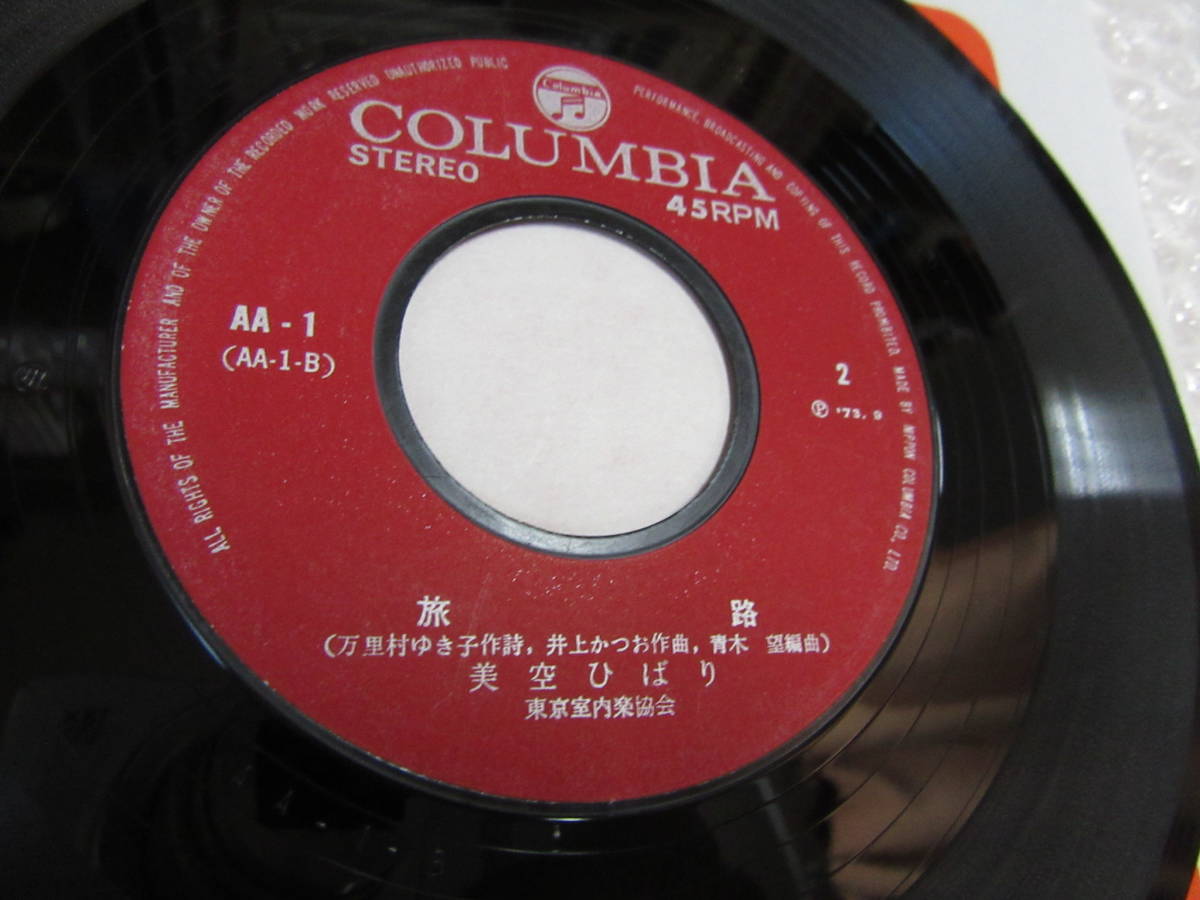 Columbia
COLUMBIA
STEREO
45RPM
AA - 1
(AA-1-B)
2
Ⓟ '73. 9
旅 路
(万里村ゆき子作詩, 井上かつお作曲, 青木 望編曲)
美空ひばり
東京室内楽協会
ALL RIGHTS OF THE MANUFACTURER AND OF THE OWNER OF THE RECORDED WORK RESERVED UNAUTHORIZED PUBLIC PERFORMANCE, BROADCASTING AND COPYING OF THIS RECORD PROHIBITED MADE BY NIPPON COLUMBIA CO., LTD.